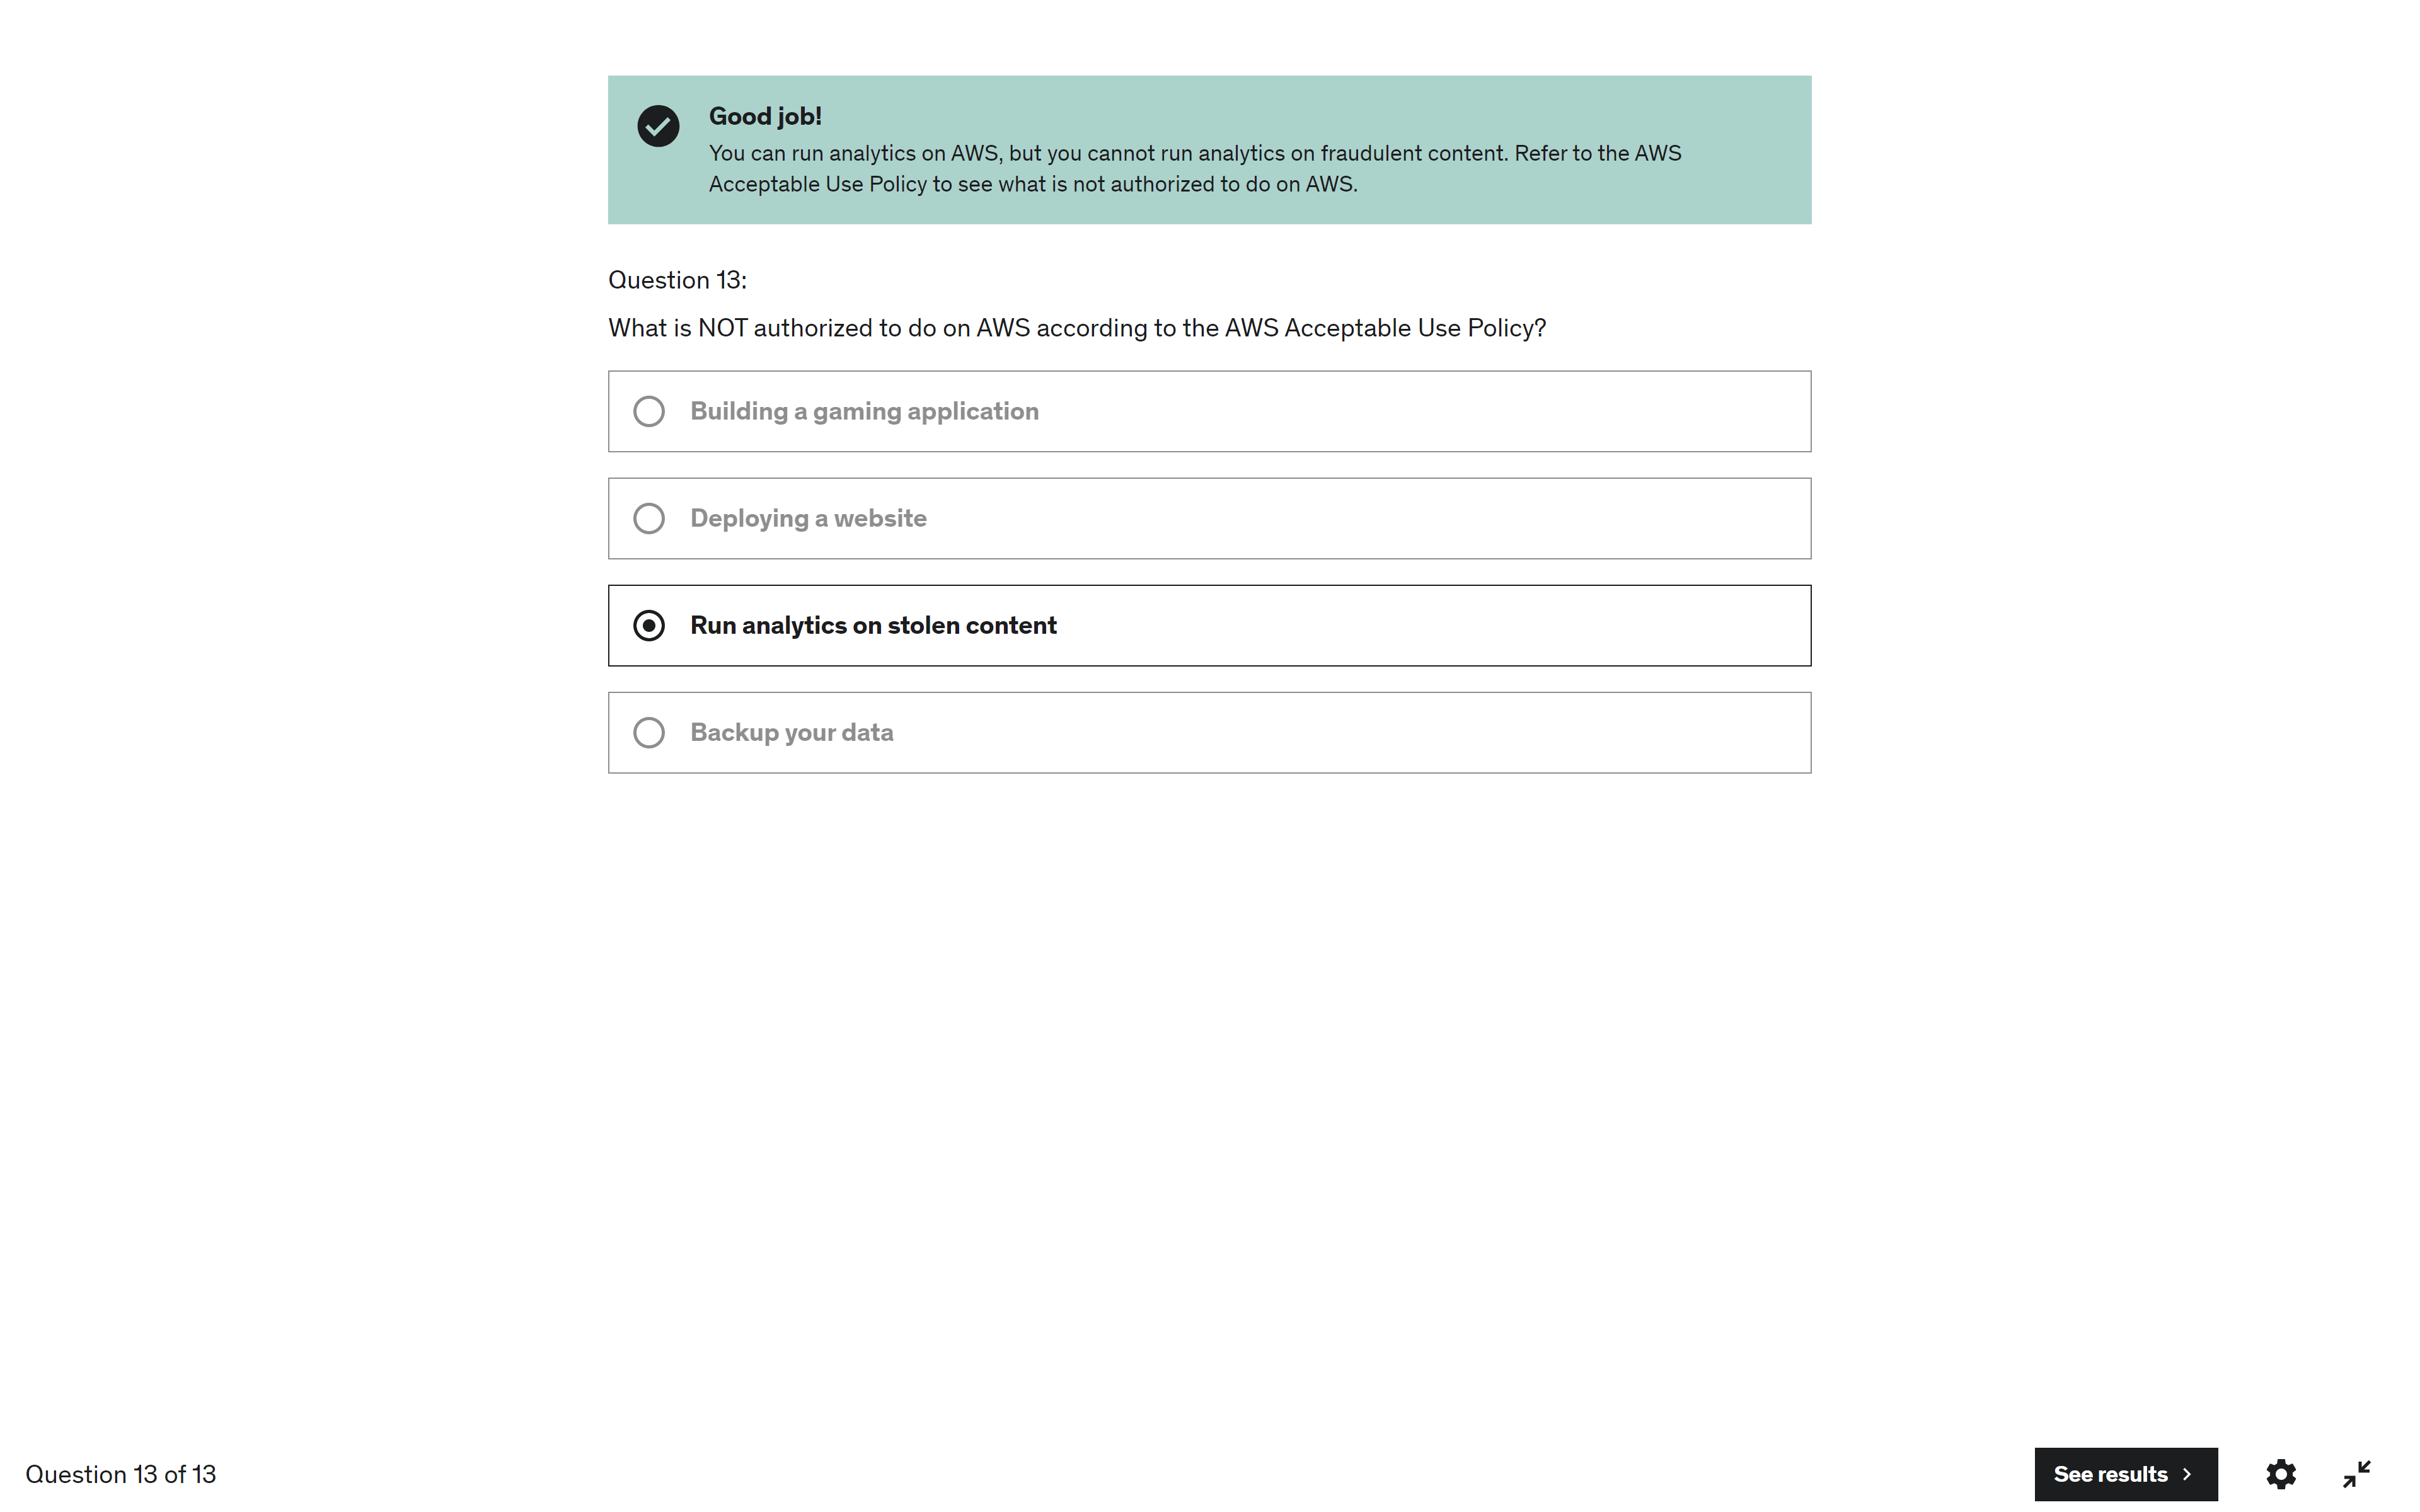 Good job!
You can run analytics on AWS, but you cannot run analytics on fraudulent content. Refer to the AWS
Acceptable Use Policy to see what is not authorized to do on AWS.
Question 13:
What is NOT authorized to do on AWS according to the AWS Acceptable Use Policy?
Building a gaming application
Deploying a website
Run analytics on stolen content
Backup your data
Question 13 of 13
See results